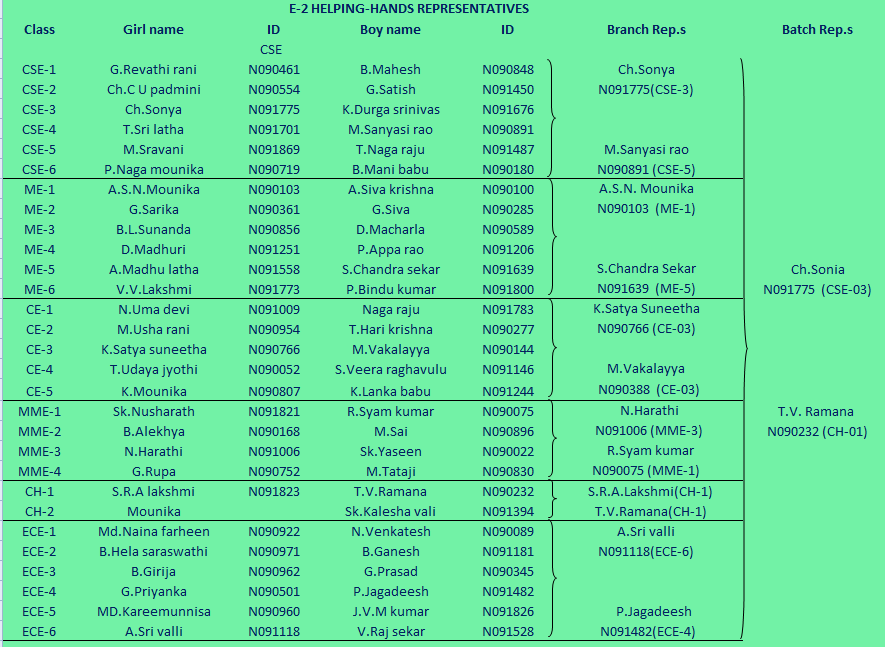 E-2 HELPING-HANDS REPRESENTATIVES
Class Girl name ID Boy name ID Branch Rep.s Batch Rep.s
CSE
CSE-1 G.Revathi rani N090461 B.Mahesh N090848 Ch.Sonya
CSE-2 Ch.C U padmini N090554 G.Satish N091450 N091775(CSE-3)
CSE-3 Ch.Sonya N091775 K.Durga srinivas N091676
CSE-4 T.Sri latha N091701 M.Sanyasi rao N090891
CSE-5 M.Sravani N091869 T.Naga raju N091487 M.Sanyasi rao
CSE-6 P.Naga mounika N090719 B.Mani babu N090180 N090891 (CSE-5)
ME-1 A.S.N.Mounika N090103 A.Siva krishna N090100 A.S.N. Mounika
ME-2 G.Sarika N090361 G.Siva N090285 N090103 (ME-1)
ME-3 B.L.Sunanda N090856 D.Macharla N090589
ME-4 D.Madhuri N091251 P.Appa rao N091206
ME-5 A.Madhu latha N091558 S.Chandra sekar N091639 S.Chandra Sekar Ch.Sonia
ME-6 V.V.Lakshmi N091773 P.Bindu kumar N091800 N091639 (ME-5) N091775 (CSE-03)
CE-1 N.Uma devi N091009 Naga raju N091783 K.Satya Suneetha
CE-2 M.Usha rani N090954 T.Hari krishna N090277 N090766 (CE-03)
CE-3 K.Satya suneetha N090766 M.Vakalayya N090144
CE-4 T.Udaya jyothi N090052 S.Veera raghavulu N091146 M.Vakalayya
CE-5 K.Mounika N090807 K.Lanka babu N091244 N090388 (CE-03)
MME-1 Sk.Nusharath N091821 R.Syam kumar N090075 N.Harathi T.V. Ramana
MME-2 B.Alekhya N090168 M.Sai N090896 N091006 (MME-3) N090232 (CH-01)
MME-3 N.Harathi N091006 Sk.Yaseen N090022 R.Syam kumar
MME-4 G.Rupa N090752 M.Tataji N090830 N090075 (MME-1)
CH-1 S.R.A lakshmi N091823 T.V.Ramana N090232 S.R.A.Lakshmi(CH-1)
CH-2 Mounika Sk.Kalesha vali N091394 T.V.Ramana(CH-1)
ECE-1 Md.Naina farheen N090922 N.Venkatesh N090089 A.Sri valli
ECE-2 B.Hela saraswathi N090971 B.Ganesh N091181 N091118(ECE-6)
ECE-3 B.Girija N090962 G.Prasad N090345
ECE-4 G.Priyanka N090501 P.Jagadeesh N091482
ECE-5 MD.Kareemunnisa N090960 J.V.M kumar N091826 P.Jagadeesh
ECE-6 A.Sri valli N091118 V.Raj sekar N091528 N091482(ECE-4)